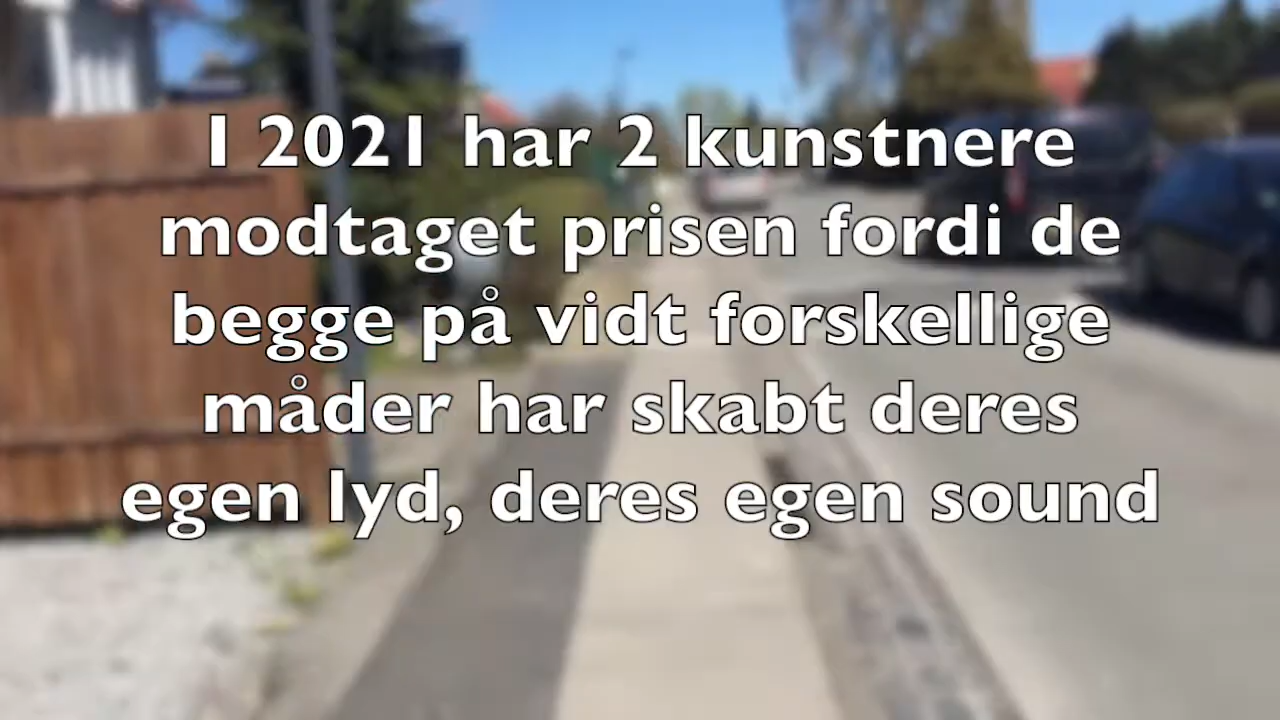 I 2021 har 2 kunstnere
modtaget prisen fordi de
begge på vidt forskellige
måder har skabt deres
egen lyd, deres egen sound